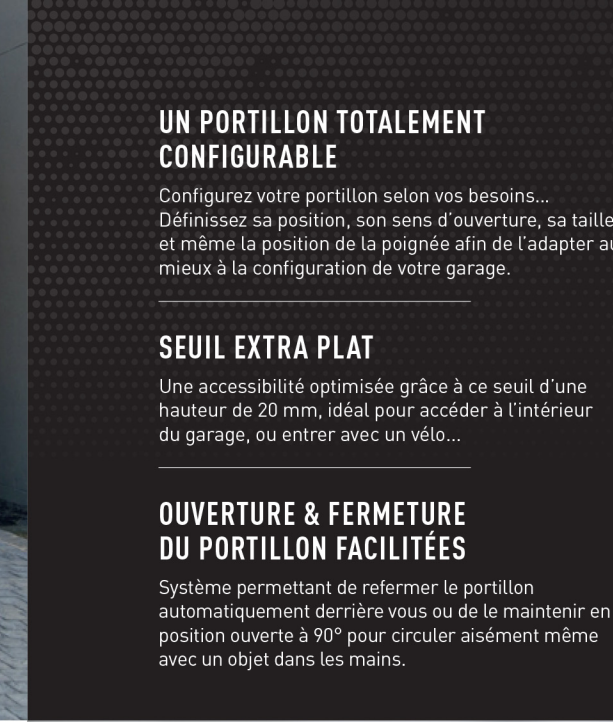 UN PORTILLON TOTALEMENT
CONFIGURABLE
Configurez votre portillon selon vos besoins...
Définissez sa position, son sens d'ouverture, sa taille
et même la position de la poignée afin de l'adapter au
mieux à la configuration de votre garage.
SEUIL EXTRA PLAT
Une accessibilité optimisée grâce à ce seuil d'une
hauteur de 20 mm, idéal pour accéder à l'intérieur
du garage, ou entrer avec un vélo...
OUVERTURE & FERMETURE
DU PORTILLON FACILITÉES
Système permettant de refermer le portillon
automatiquement derrière vous ou de le maintenir en
position ouverte à 90° pour circuler aisément même
avec un objet dans les mains.